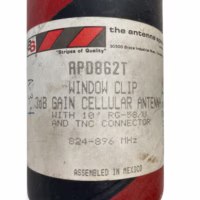 the antenna
"Stripes of Quality"
APD862T
WINDOW CLIP
3dB GAIN CELLULAR ANTENNA
WITH 10' RG-58/U
AND TNC CONNECTOR
824-896 MHz
ASSEMBLED IN MEXICO